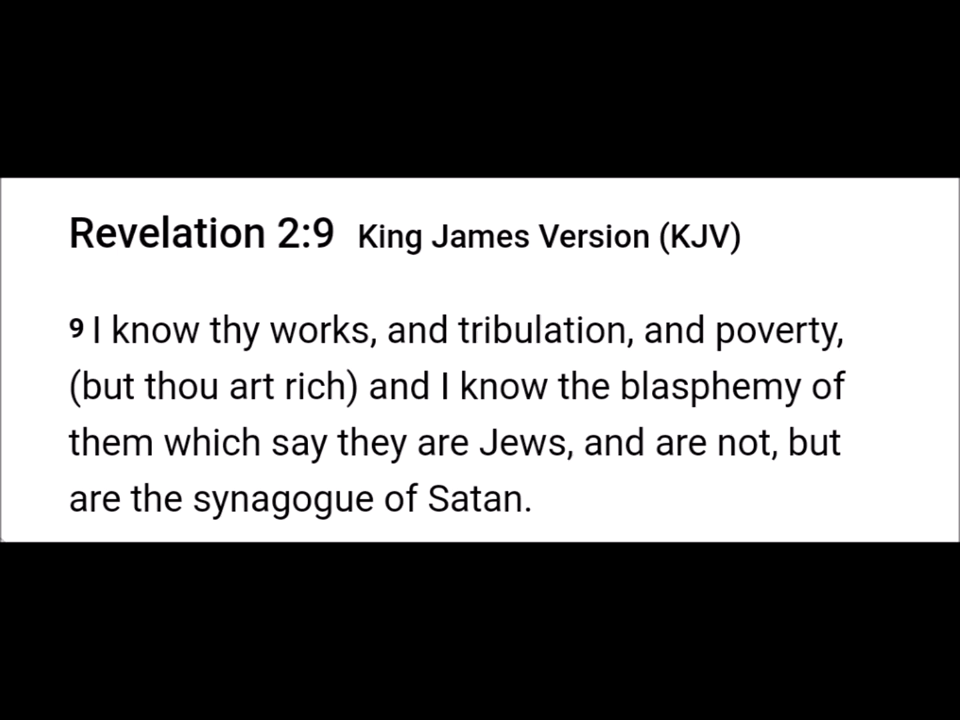 Revelation 2:9 King James Version (KJV)
9 I know thy works, and tribulation, and poverty,
(but thou art rich) and I know the blasphemy of
them which say they are Jews, and are not, but
are the synagogue of Satan.